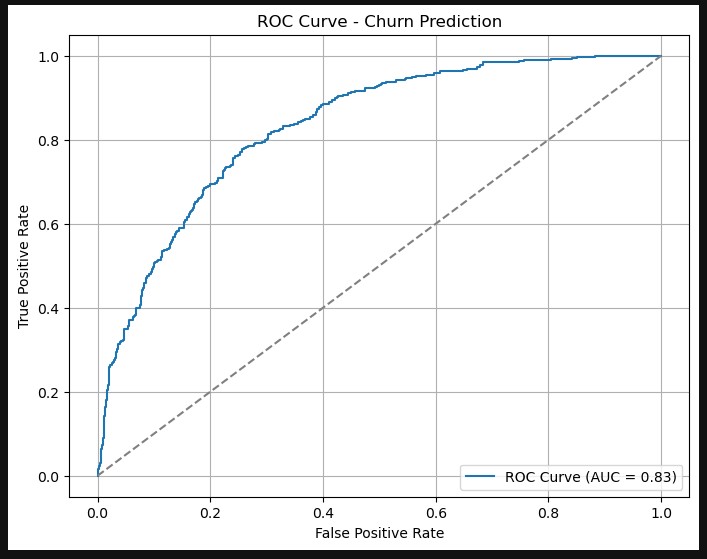 ROC Curve - Churn Prediction
1.0
0.8
0.6
0.4
0.2
0.0
True Positive Rate
ROC Curve (AUC = 0.83)
0.0 0.2 0.4 0.6 0.8 1.0
False Positive Rate